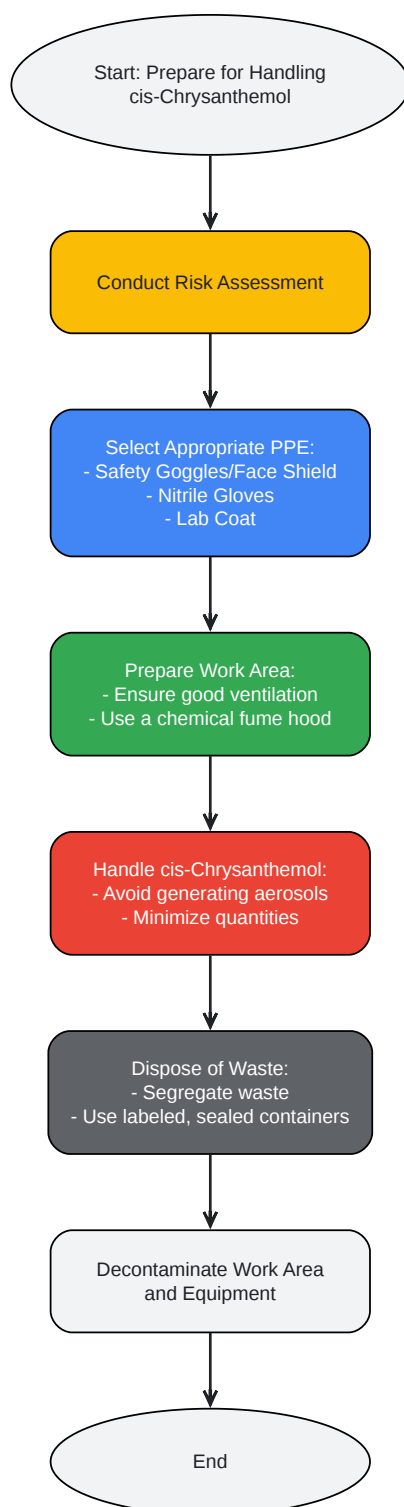 Start: Prepare for Handling
cis-Chrysanthemol
Conduct Risk Assessment
Select Appropriate PPE:
- Safety Goggles/Face Shield
- Nitrile Gloves
- Lab Coat
Prepare Work Area:
- Ensure good ventilation
- Use a chemical fume hood
Handle cis-Chrysanthemol:
- Avoid generating aerosols
- Minimize quantities
Dispose of Waste:
- Segregate waste
- Use labeled, sealed containers
Decontaminate Work Area
and Equipment
End